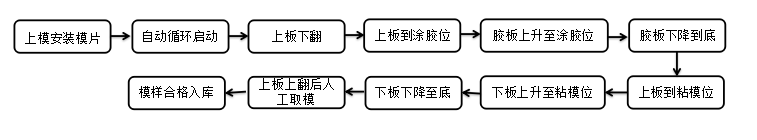 上模安装模片
自动循环启动
上板下翻
上板到涂胶位
胶板上升至涂胶位
胶板下降到底
上板到粘模位
下板上升至粘模位
下板下降至底
上板上翻后人
工取模
模样合格入库